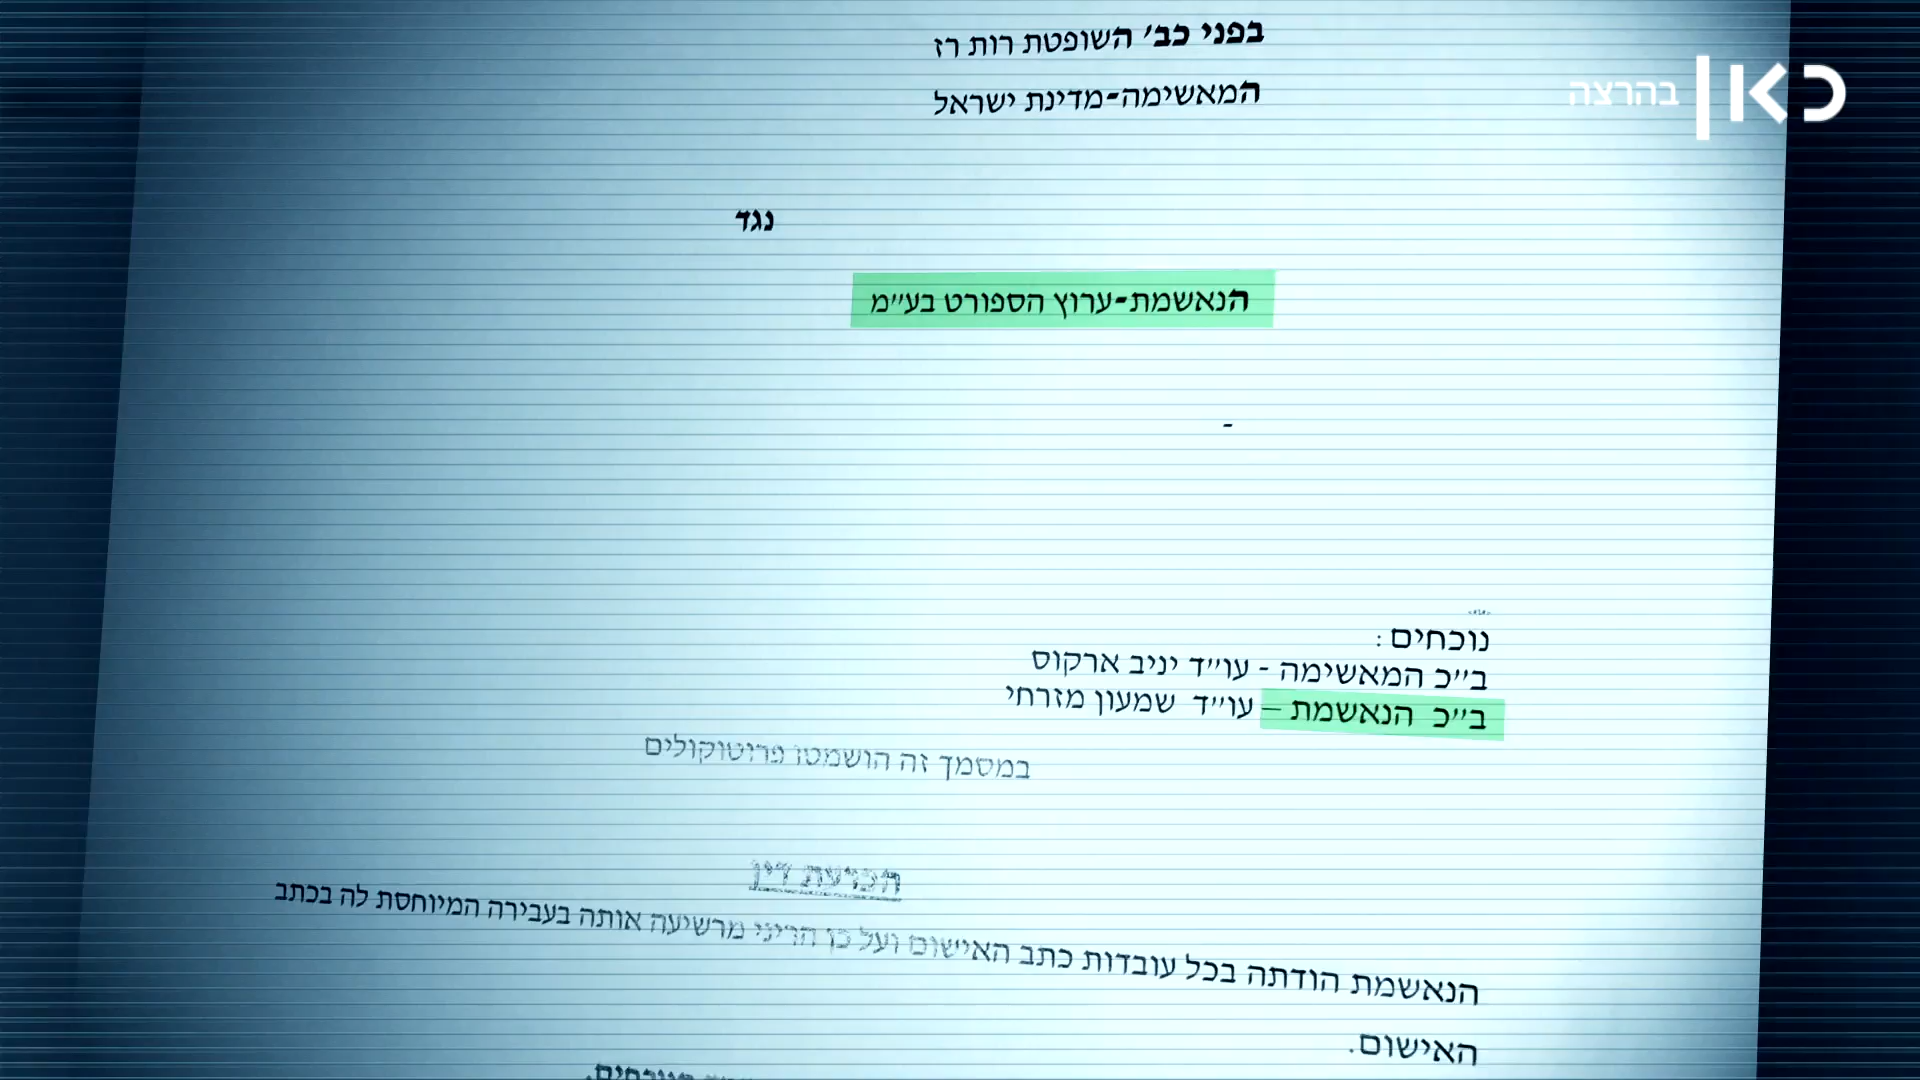 בפני כב' השופטת רות רז
כאן | בהרצה
המאשימה-מדינת ישראל
נגד
הנאשמת-ערוץ הספורט בע״מ
-
נוכחים:
ב״כ המאשימה - עו״ד יניב ארקוס
ב״כ הנאשמת – עו״ד שמעון מזרחי
במסמך זה הושמטו פרוטוקולים
הכרעת דין
הנאשמת הודתה בכל עובדות כתב האישום ועל כן הריני מרשיעה אותה בעבירה המיוחסת לה בכתב
האישום.